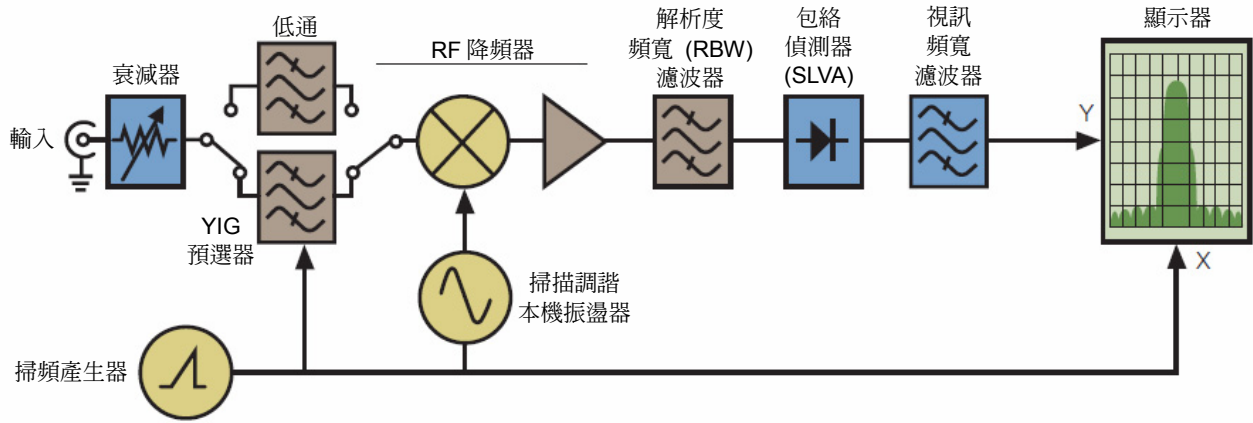 低通
RF 降頻器
解析度
頻寬 (RBW)
濾波器
包絡
偵測器
(SLVA)
視訊
頻寬
濾波器
顯示器
衰減器
輸入
Y
YIG
預選器
X
掃描調諧
本機振盪器
掃頻產生器